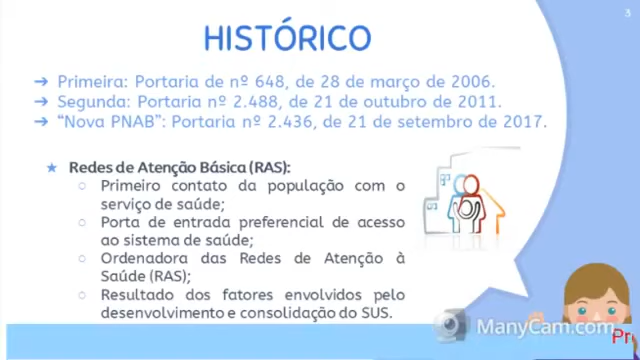 3
HISTÓRICO
➔ Primeira: Portaria de nº 648, de 28 de março de 2006.
➔ Segunda: Portaria nº 2.488, de 21 de outubro de 2011.
➔ “Nova PNAB”: Portaria nº 2.436, de 21 de setembro de 2017.
★ Redes de Atenção Básica (RAS):
○ Primeiro contato da população com o
serviço de saúde;
○ Porta de entrada preferencial de acesso
ao sistema de saúde;
○ Ordenadora das Redes de Atenção à
Saúde (RAS);
○ Resultado dos fatores envolvidos pelo
desenvolvimento e consolidação do SUS.
ManyCam.com